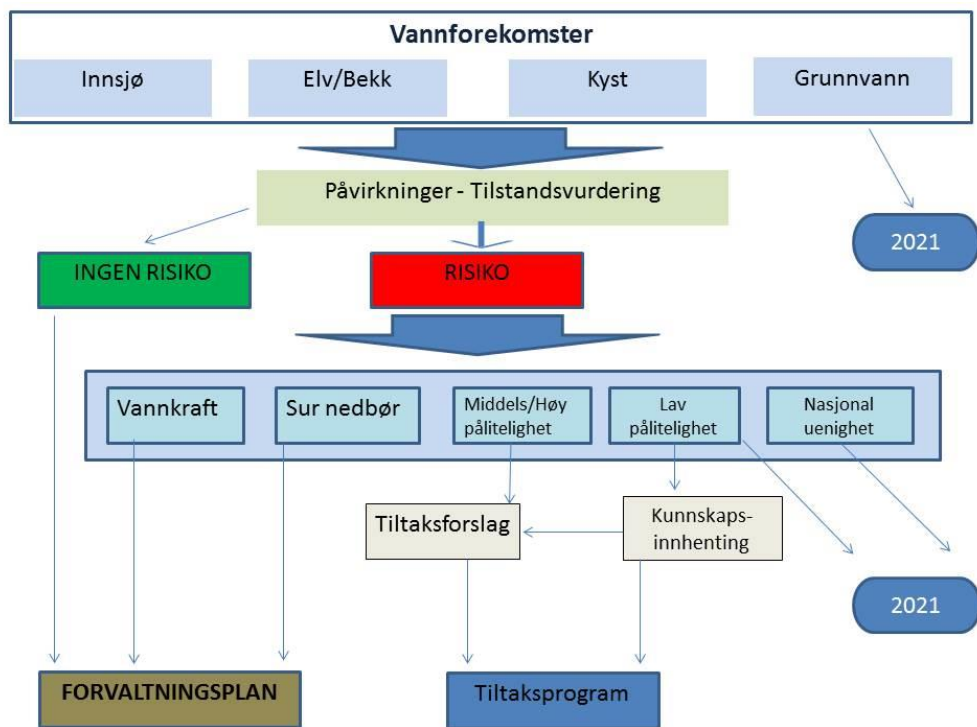 Vannforekomster
Innsjø
Elv/Bekk
Kyst
Grunnvann
Påvirkninger - Tilstandsvurdering
2021
INGEN RISIKO
RISIKO
Vannkraft
Sur nedbør
Middels/Høy
pålitelighet
Lav
pålitelighet
Nasjonal
uenighet
Tiltaksforslag
Kunnskaps-
innhenting
2021
FORVALTNINGSPLAN
Tiltaksprogram